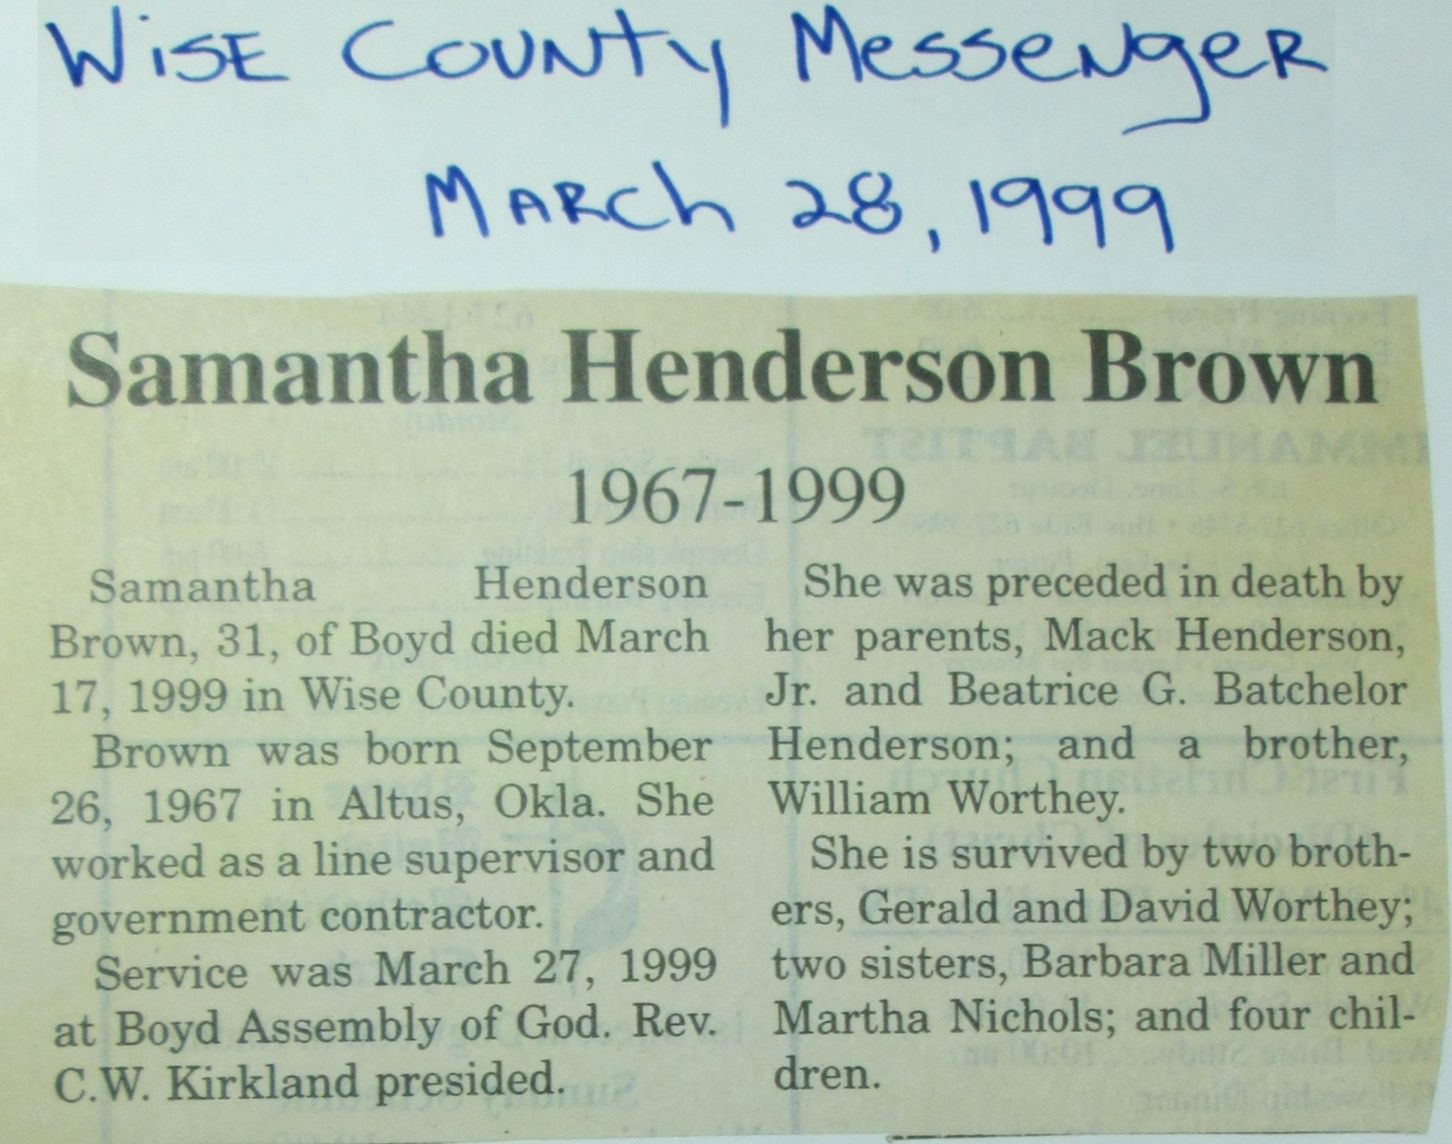 Wise County Messenger
March 28, 1999
Samantha Henderson Brown
1967-1999
Samantha Henderson
Brown, 31, of Boyd died March
17, 1999 in Wise County.
Brown was born September
26, 1967 in Altus, Okla. She
worked as a line supervisor and
government contractor.
Service was March 27, 1999
at Boyd Assembly of God. Rev.
C.W. Kirkland presided.
She was preceded in death by
her parents, Mack Henderson,
Jr. and Beatrice G. Batchelor
Henderson; and a brother,
William Worthey.
She is survived by two broth-
ers, Gerald and David Worthey;
two sisters, Barbara Miller and
Martha Nichols; and four chil-
dren.